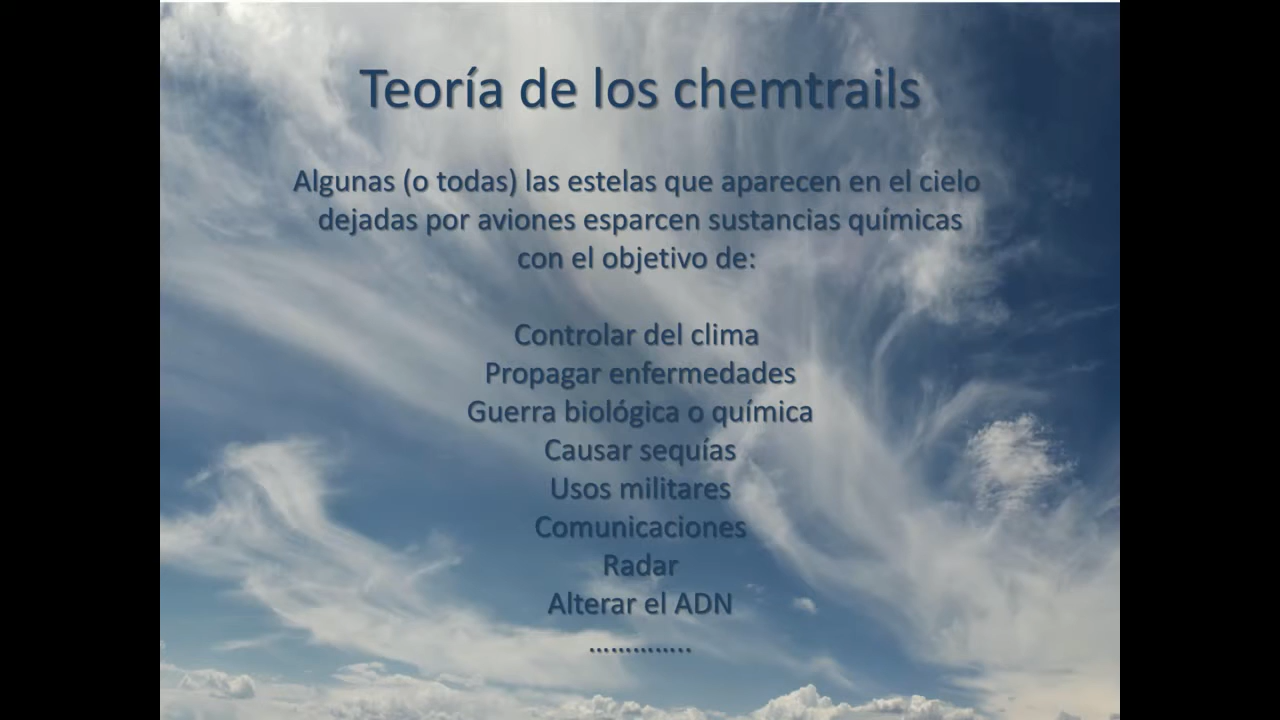 Teoría de los chemtrails
Algunas (o todas) las estelas que aparecen en el cielo
dejadas por aviones esparcen sustancias químicas
con el objetivo de:
Controlar del clima
Propagar enfermedades
Guerra biológica o química
Causar sequías
Usos militares
Comunicaciones
Radar
Alterar el ADN
.............